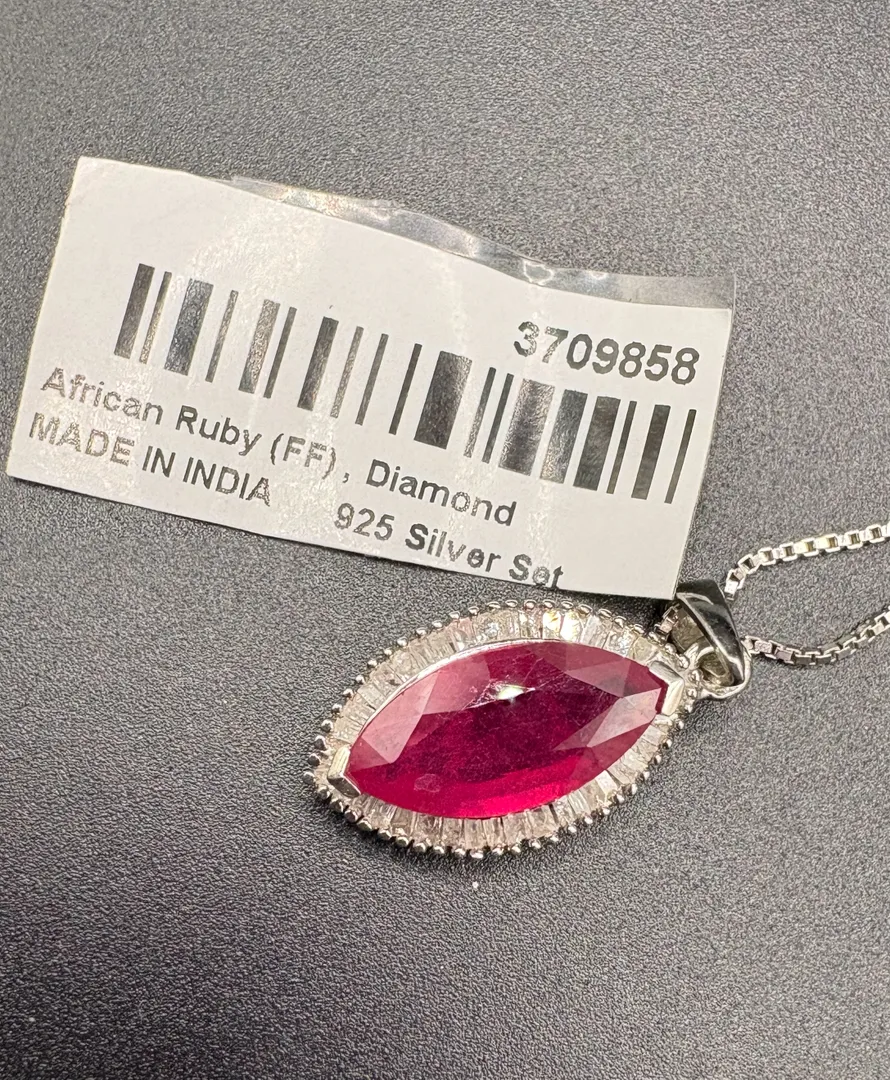 3709858
African Ruby (FF), Diamond
MADE IN INDIA 925 Silver Set